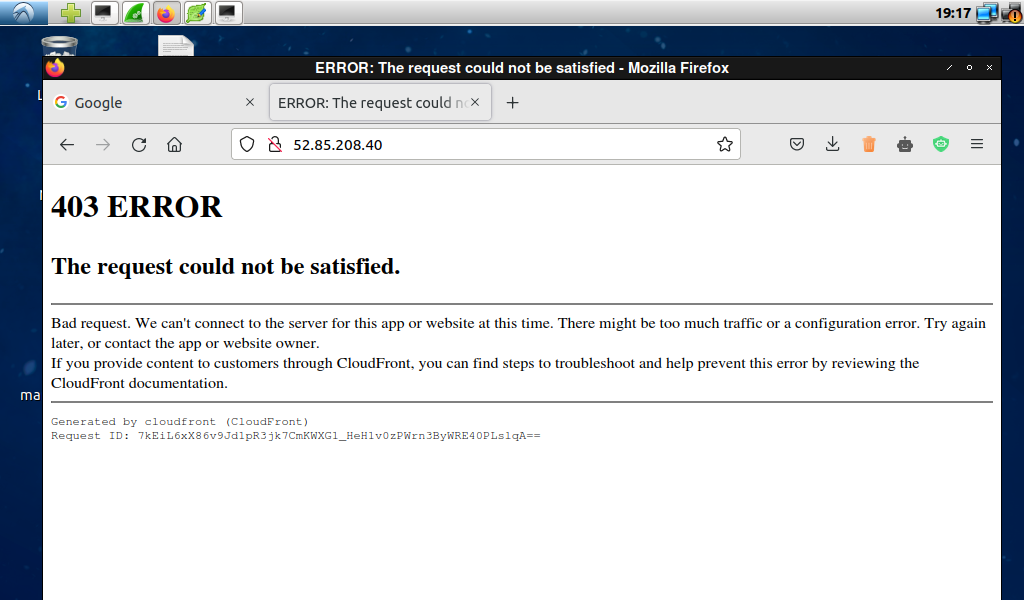 19:17
ERROR: The request could not be satisfied - Mozilla Firefox
Google
ERROR: The request could n
52.85.208.40
403 ERROR
The request could not be satisfied.
Bad request. We can't connect to the server for this app or website at this time. There might be too much traffic or a configuration error. Try again
later, or contact the app or website owner.
If you provide content to customers through CloudFront, you can find steps to troubleshoot and help prevent this error by reviewing the
CloudFront documentation.
ma
Generated by cloudfront (CloudFront)
Request ID: 7kEiL6xX86v9Jd1pR3jk7CmKWXG1_HeH1v0zPWrn3ByWRE4OPLs1qA==